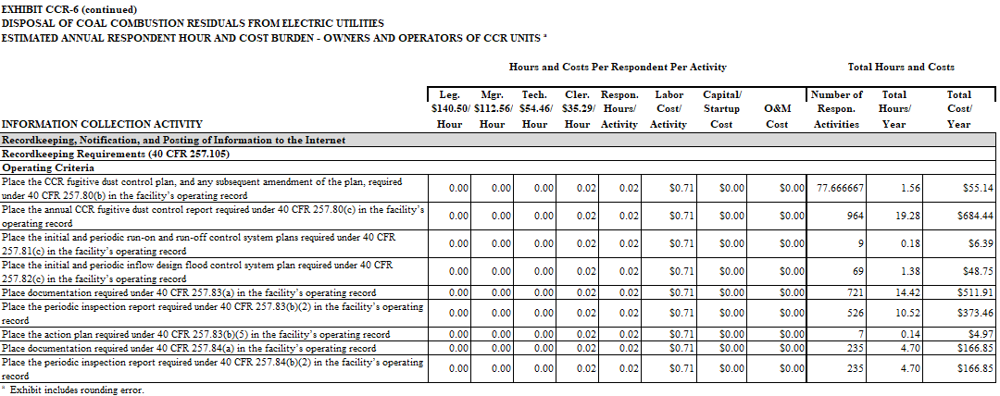 EXHIBIT CCR-6 (continued)
DISPOSAL OF COAL COMBUSTION RESIDUALS FROM ELECTRIC UTILITIES
ESTIMATED ANNUAL RESPONDENT HOUR AND COST BURDEN - OWNERS AND OPERATORS OF CCR UNITS ª
Hours and Costs Per Respondent Per Activity Total Hours and Costs
Leg. Mgr. Tech. Cler. Respon. Labor Capital/ Number of Total Total
$140.50/ $112.56/ $54.46/ $35.29/ Hours/ Cost/ Startup O&M Respon. Hours/ Cost/
INFORMATION COLLECTION ACTIVITY Hour Hour Hour Hour Activity Activity Cost Cost Activities Year Year
Recordkeeping, Notification, and Posting of Information to the Internet
Recordkeeping Requirements (40 CFR 257.105)
Operating Criteria
Place the CCR fugitive dust control plan, and any subsequent amendment of the plan, required
under 40 CFR 257.80(b) in the facility's operating record 0.00 0.00 0.00 0.02 0.02 $0.71 $0.00 $0.00 77.666667 1.56 $55.14
Place the annual CCR fugitive dust control report required under 40 CFR 257.80(c) in the facility's
operating record 0.00 0.00 0.00 0.02 0.02 $0.71 $0.00 $0.00 964 19.28 $684.44
Place the initial and periodic run-on and run-off control system plans required under 40 CFR
257.81(c) in the facility's operating record 0.00 0.00 0.00 0.02 0.02 $0.71 $0.00 $0.00 9 0.18 $6.39
Place the initial and periodic inflow design flood control system plan required under 40 CFR
257.82(c) in the facility's operating record 0.00 0.00 0.00 0.02 0.02 $0.71 $0.00 $0.00 69 1.38 $48.75
Place documentation required under 40 CFR 257.83(a) in the facility's operating record 0.00 0.00 0.00 0.02 0.02 $0.71 $0.00 $0.00 721 14.42 $511.91
Place the periodic inspection report required under 40 CFR 257.83(b)(2) in the facility's operating
record 0.00 0.00 0.00 0.02 0.02 $0.71 $0.00 $0.00 526 10.52 $373.46
Place the action plan required under 40 CFR 257.83(b)(5) in the facility's operating record 0.00 0.00 0.00 0.02 0.02 $0.71 $0.00 $0.00 7 0.14 $4.97
Place documentation required under 40 CFR 257.84(a) in the facility's operating record 0.00 0.00 0.00 0.02 0.02 $0.71 $0.00 $0.00 235 4.70 $166.85
Place the periodic inspection report required under 40 CFR 257.84(b)(2) in the facility's operating
record 0.00 0.00 0.00 0.02 0.02 $0.71 $0.00 $0.00 235 4.70 $166.85
ª Exhibit includes rounding error.